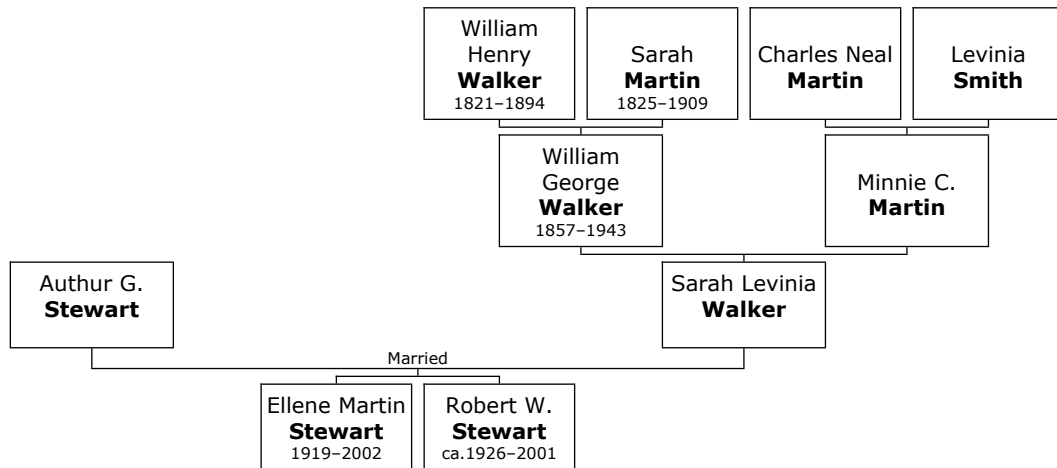 William
Henry
Walker
1821–1894
Sarah
Martin
1825–1909
Charles Neal
Martin
Levinia
Smith
William
George
Walker
1857–1943
Minnie C.
Martin
Authur G.
Stewart
Sarah Levinia
Walker
Married
Ellene Martin
Stewart
1919–2002
Robert W.
Stewart
ca.1926–2001